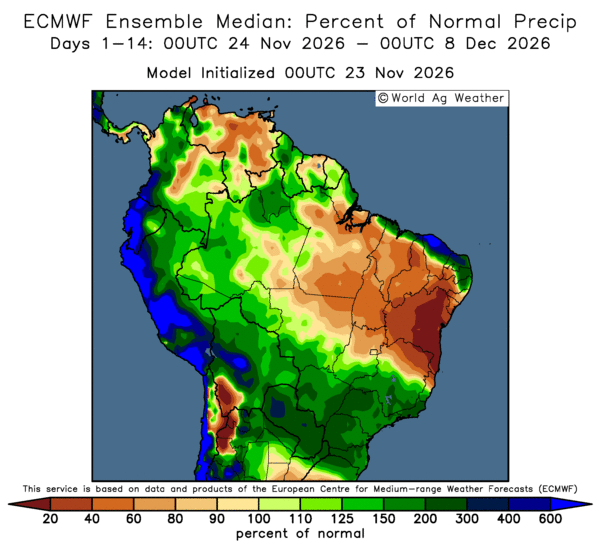 ECMWF Ensemble Median: Percent of Normal Precip
Days 1-14: 00UTC 24 Nov 2026 - 00UTC 8 Dec 2026
Model Initialized 00UTC 23 Nov 2026
© World Ag Weather
This service is based on data and products of the European Centre for Medium-range Weather Forecasts (ECMWF)
20 40 60 80 90 100 110 125 150 200 300 400 600
percent of normal